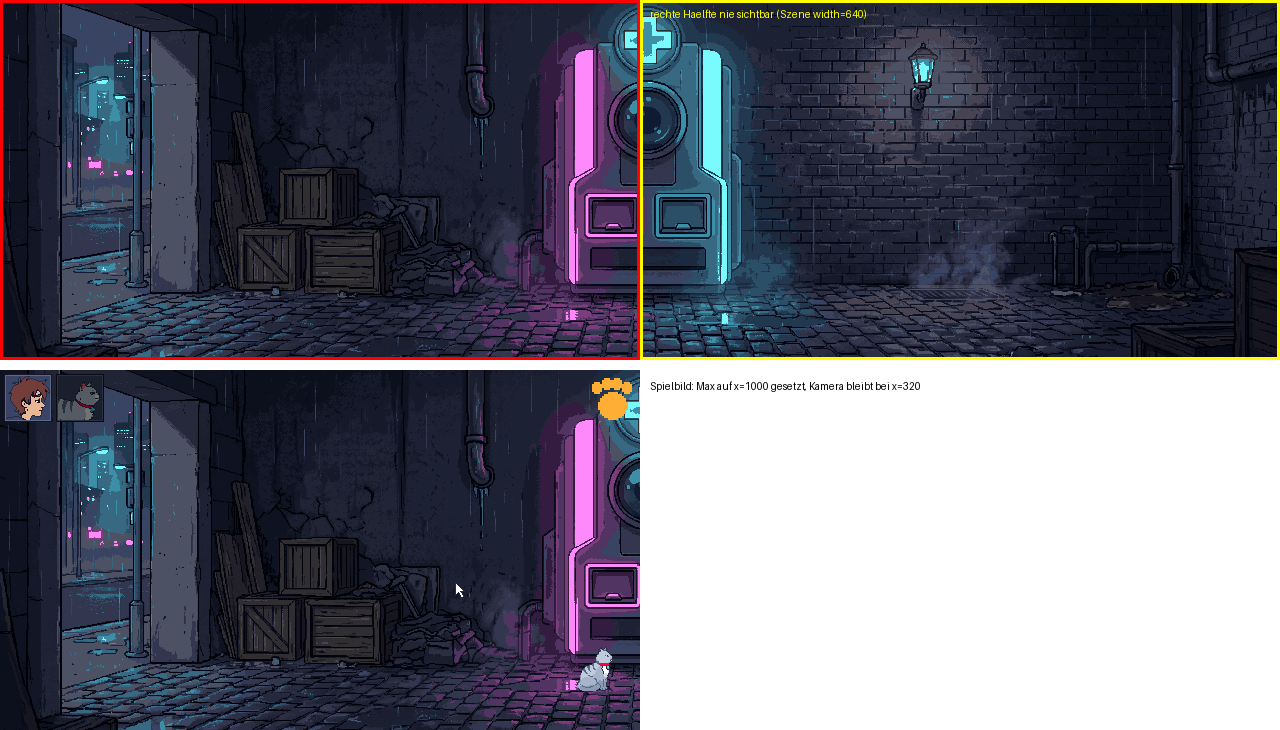 rechte Haelfte nie sichtbar (Szene width=640)
Spielbild: Max auf x=1000 gesetzt, Kamera bleibt bei x=320